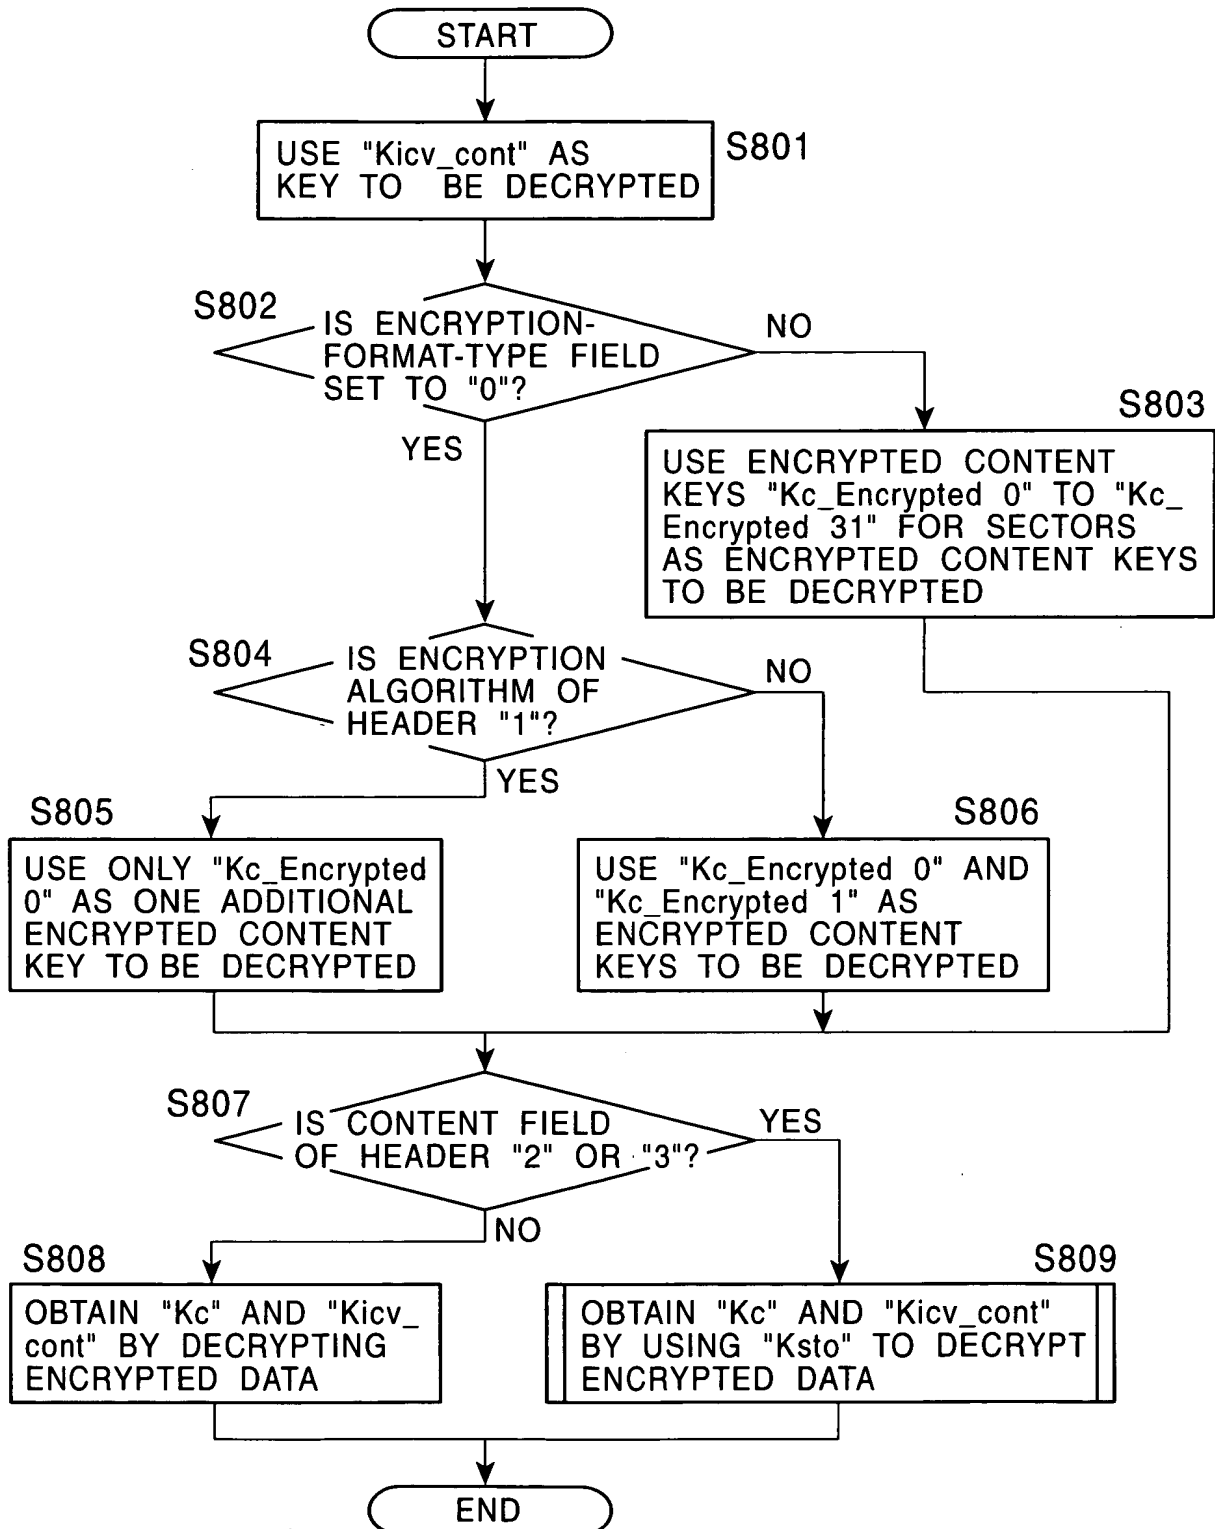 START
USE "Kicv_cont" AS
KEY TO BE DECRYPTED
S801
S802
IS ENCRYPTION-
FORMAT-TYPE FIELD
SET TO "0"?
NO
YES
S803
USE ENCRYPTED CONTENT
KEYS "Kc_Encrypted 0" TO "Kc_
Encrypted 31" FOR SECTORS
AS ENCRYPTED CONTENT KEYS
TO BE DECRYPTED
S804
IS ENCRYPTION
ALGORITHM OF
HEADER "1"?
NO
YES
S805
USE ONLY "Kc_Encrypted
0" AS ONE ADDITIONAL
ENCRYPTED CONTENT
KEY TO BE DECRYPTED
S806
USE "Kc_Encrypted 0" AND
"Kc_Encrypted 1" AS
ENCRYPTED CONTENT
KEYS TO BE DECRYPTED
S807
IS CONTENT FIELD
OF HEADER "2" OR "3"?
YES
NO
S808
OBTAIN "Kc" AND "Kicv_
cont" BY DECRYPTING
ENCRYPTED DATA
S809
OBTAIN "Kc" AND "Kicv_cont"
BY USING "Ksto" TO DECRYPT
ENCRYPTED DATA
END